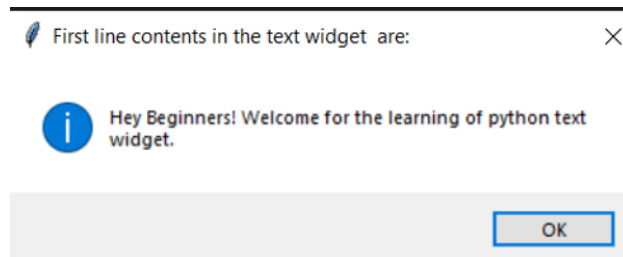 First line contents in the text widget  are:
Hey Beginners! Welcome for the learning of python text
widget.
OK